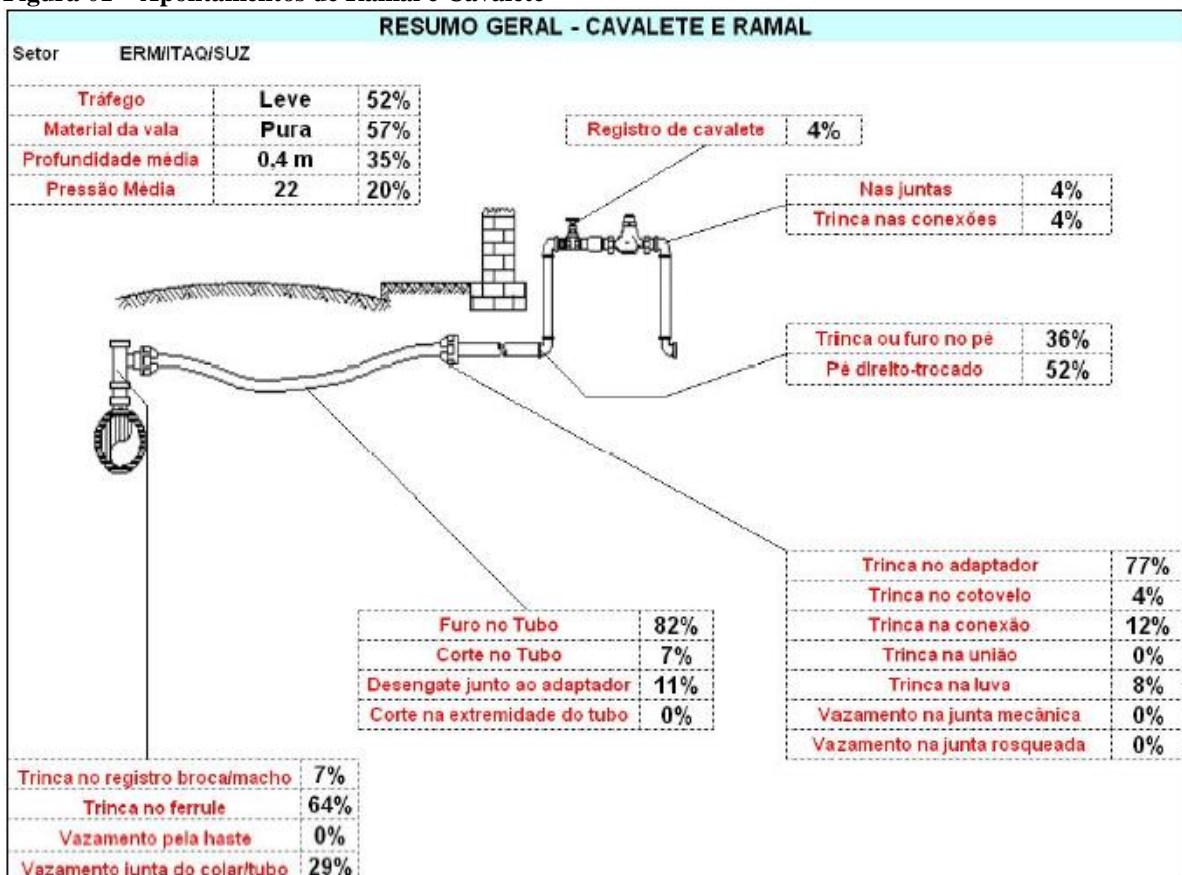 Figura 01 - Apontamentos de Ramal e Cavalete
RESUMO GERAL - CAVALETE E RAMAL
Setor ERM/ITAQ/SUZ
Tráfego Leve 52%
Material da vala Pura 57%
Profundidade média 0,4 m 35%
Pressão Média 22 20%
Registro de cavalete 4%
Nas juntas 4%
Trinca nas conexões 4%
Trinca ou furo no pé 36%
Pé direito-trocado 52%
Trinca no adaptador 77%
Trinca no cotovelo 4%
Trinca na conexão 12%
Trinca na união 0%
Trinca na luva 8%
Vazamento na junta mecânica 0%
Vazamento na junta rosqueada 0%
Furo no Tubo 82%
Corte no Tubo 7%
Desengate junto ao adaptador 11%
Corte na extremidade do tubo 0%
Trinca no registro broca/macho 7%
Trinca no ferrule 64%
Vazamento pela haste 0%
Vazamento junta do colar/tubo 29%